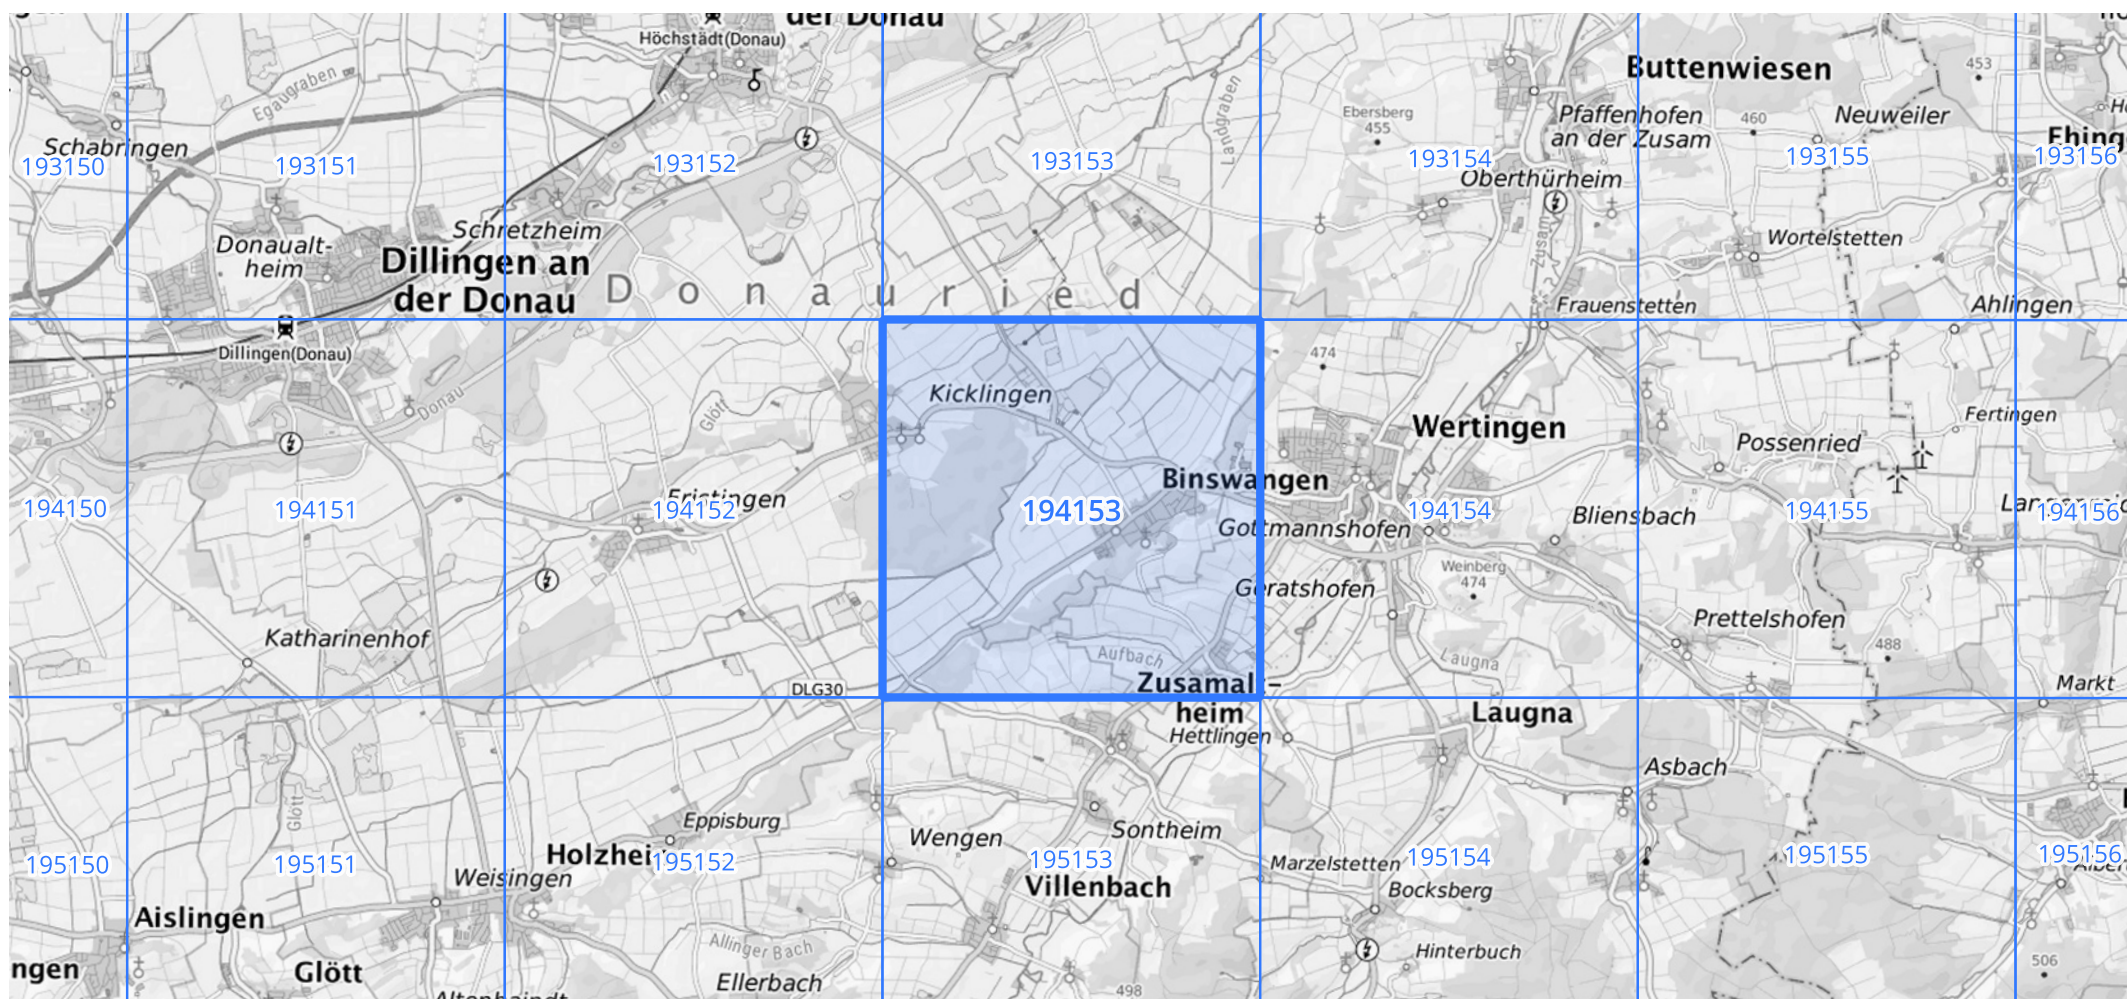 der Donau
Höchstädt(Donau)
Buttenwiesen
453
Egaugraben
Landgraben
Ebersberg
455
Pfaffenhofen
an der Zusam
460
Neuweiler
Schabringen
193150
193151
193152
193153
193154
193155
193156
Oberthürheim
Schretzheim
Donaualt-
heim
Dillingen an
der Donau
Donauried
Zusam
Wortelstetten
Frauenstetten
Ahlingen
Dillingen(Donau)
474
Kicklingen
Donau
Glött
Wertingen
Fertingen
Possenried
Binswangen
194150
194151
194152
194153
194154
194155
194156
Gottmannshofen
Bliensbach
Weinberg
474
Geratshofen
Prettelshofen
Katharinenhof
488
Aufbach
Laugna
DLG30
Zusamalt-
heim
Markt
Laugna
Hettlingen
Asbach
Glött
Eppisburg
Wengen
Sontheim
Holzhei
195150
195151
195152
195153
195154
195155
195156
Marzelstetten
Weisingen
Villenbach
Bocksberg
Aislingen
Allinger Bach
Hinterbuch
ngen
Glött
Ellerbach
498
506